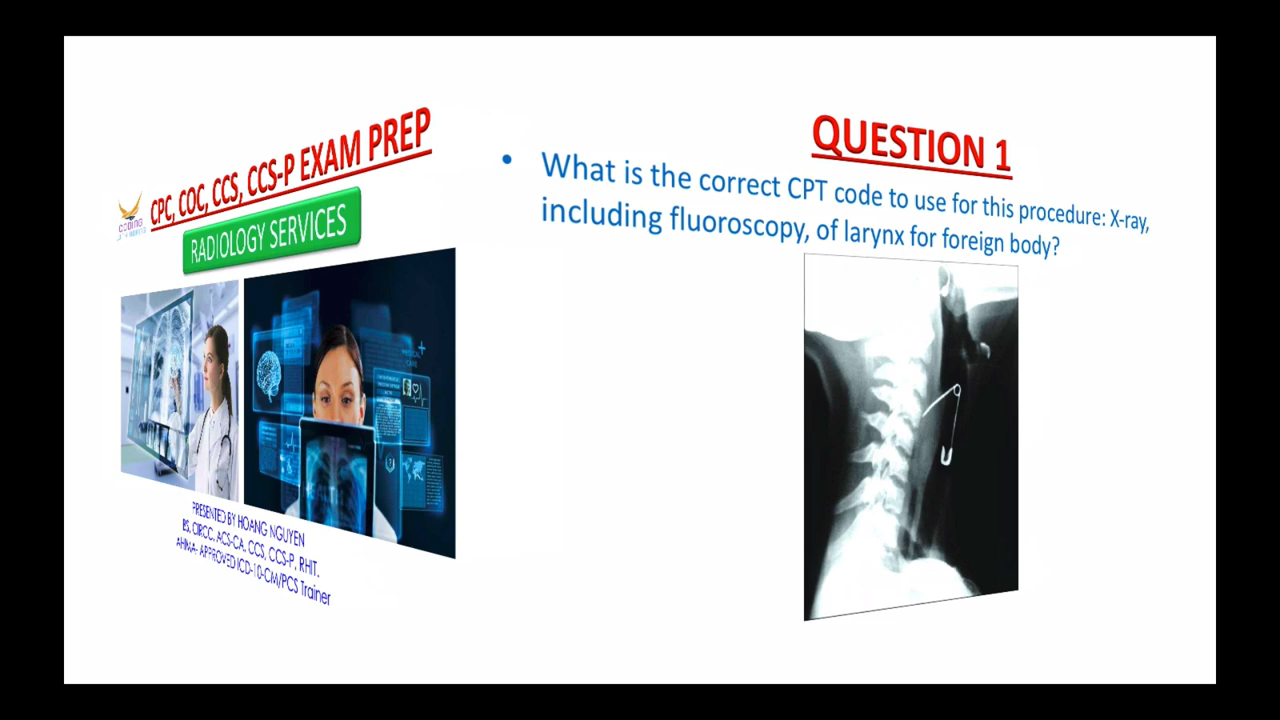 CPC, COC, CCS, CCS-P EXAM PREP
CODING
RADIOLOGY SERVICES
PRESENTED BY HOANG NGUYEN
BS, CIRCC, ACS-CA, CCS, CCS-P, RHIT,
AHIMA- APPROVED ICD-10-CM/PCS Trainer
QUESTION 1
• What is the correct CPT code to use for this procedure: X-ray,
including fluoroscopy, of larynx for foreign body?